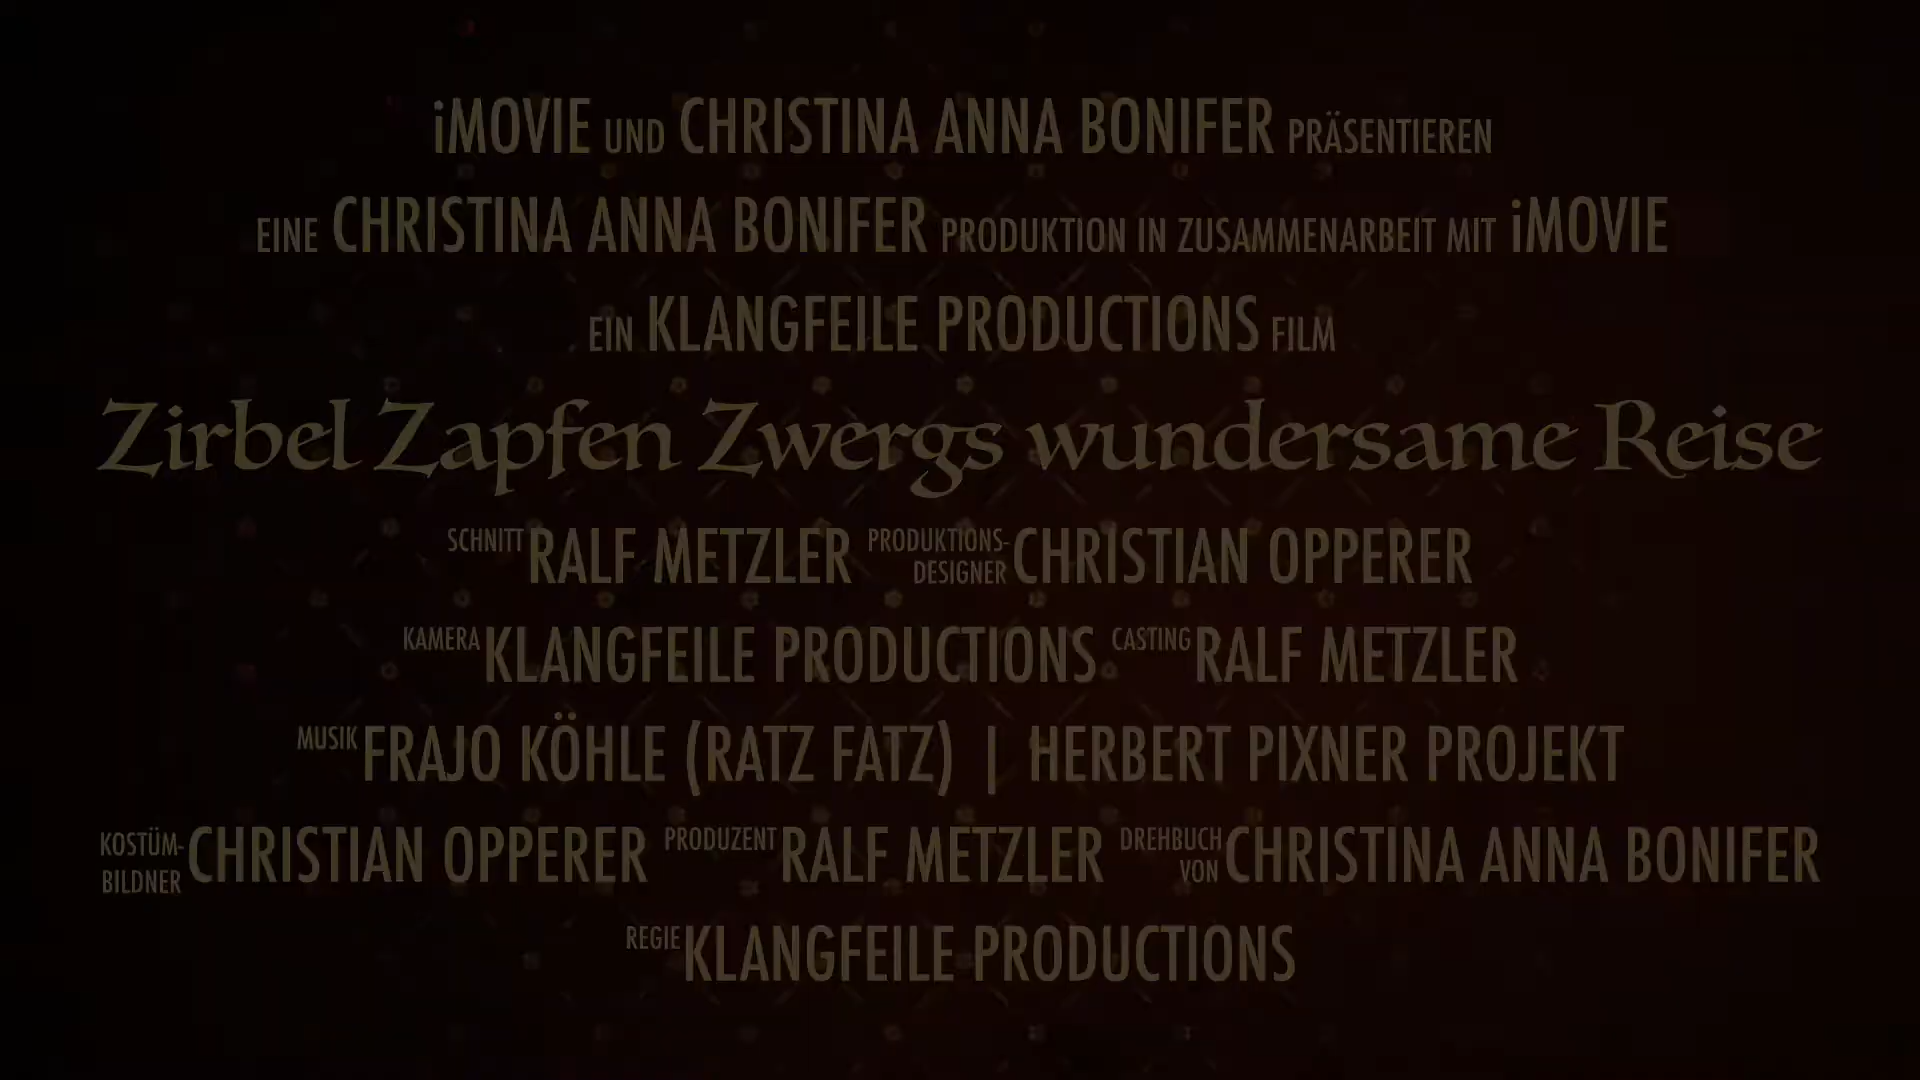 iMOVIE UND CHRISTINA ANNA BONIFER PRÄSENTIEREN
EINE CHRISTINA ANNA BONIFER PRODUKTION IN ZUSAMMENARBEIT MIT iMOVIE
EIN KLANGFEILE PRODUCTIONS FILM
Zirbel Zapfen Zwergs wundersame Reise
SCHNITT RALF METZLER PRODUKTIONS-DESIGNER CHRISTIAN OPPERER
KAMERA KLANGFEILE PRODUCTIONS CASTING RALF METZLER
MUSIK FRAJO KÖHLE (RATZ FATZ) | HERBERT PIXNER PROJEKT
KOSTÜM-BILDNER CHRISTIAN OPPERER PRODUZENT RALF METZLER DREHBUCH VON CHRISTINA ANNA BONIFER
REGIE KLANGFEILE PRODUCTIONS